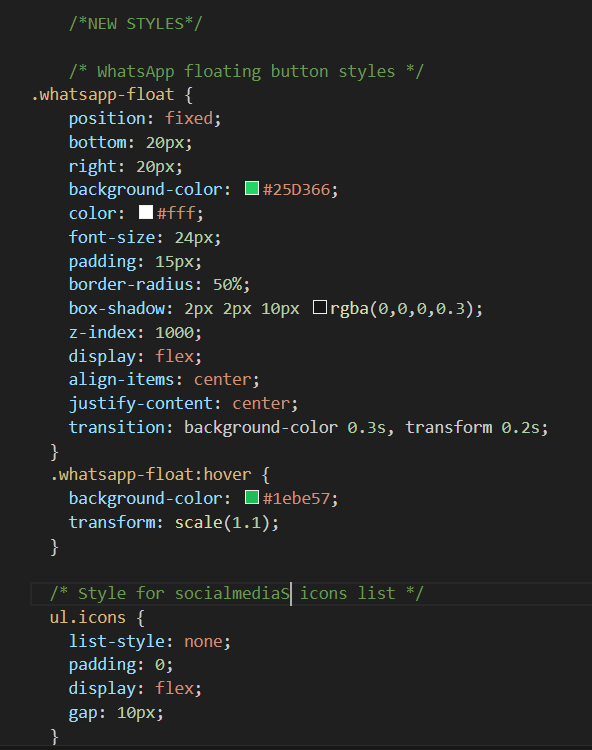 /*NEW STYLES*/
/* WhatsApp floating button styles */
.whatsapp-float {
position: fixed;
bottom: 20px;
right: 20px;
background-color: #25D366;
color: #fff;
font-size: 24px;
padding: 15px;
border-radius: 50%;
box-shadow: 2px 2px 10px rgba(0,0,0,0.3);
z-index: 1000;
display: flex;
align-items: center;
justify-content: center;
transition: background-color 0.3s, transform 0.2s;
}
.whatsapp-float:hover {
background-color: #1ebe57;
transform: scale(1.1);
}
/* Style for socialmediaS icons list */
ul.icons {
list-style: none;
padding: 0;
display: flex;
gap: 10px;
}